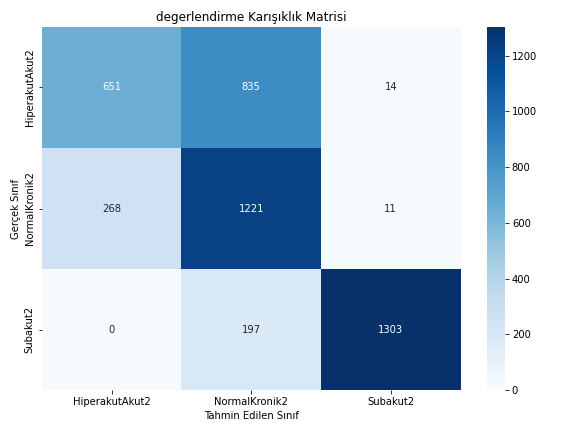 degerlendirme Karışıklık Matrisi
HiperakutAkut2
651
835
14
NormalKronik2
268
1221
11
Subakut2
0
197
1303
Gerçek Sınıf
HiperakutAkut2
NormalKronik2
Subakut2
Tahmin Edilen Sınıf
1200
1000
800
600
400
200
0